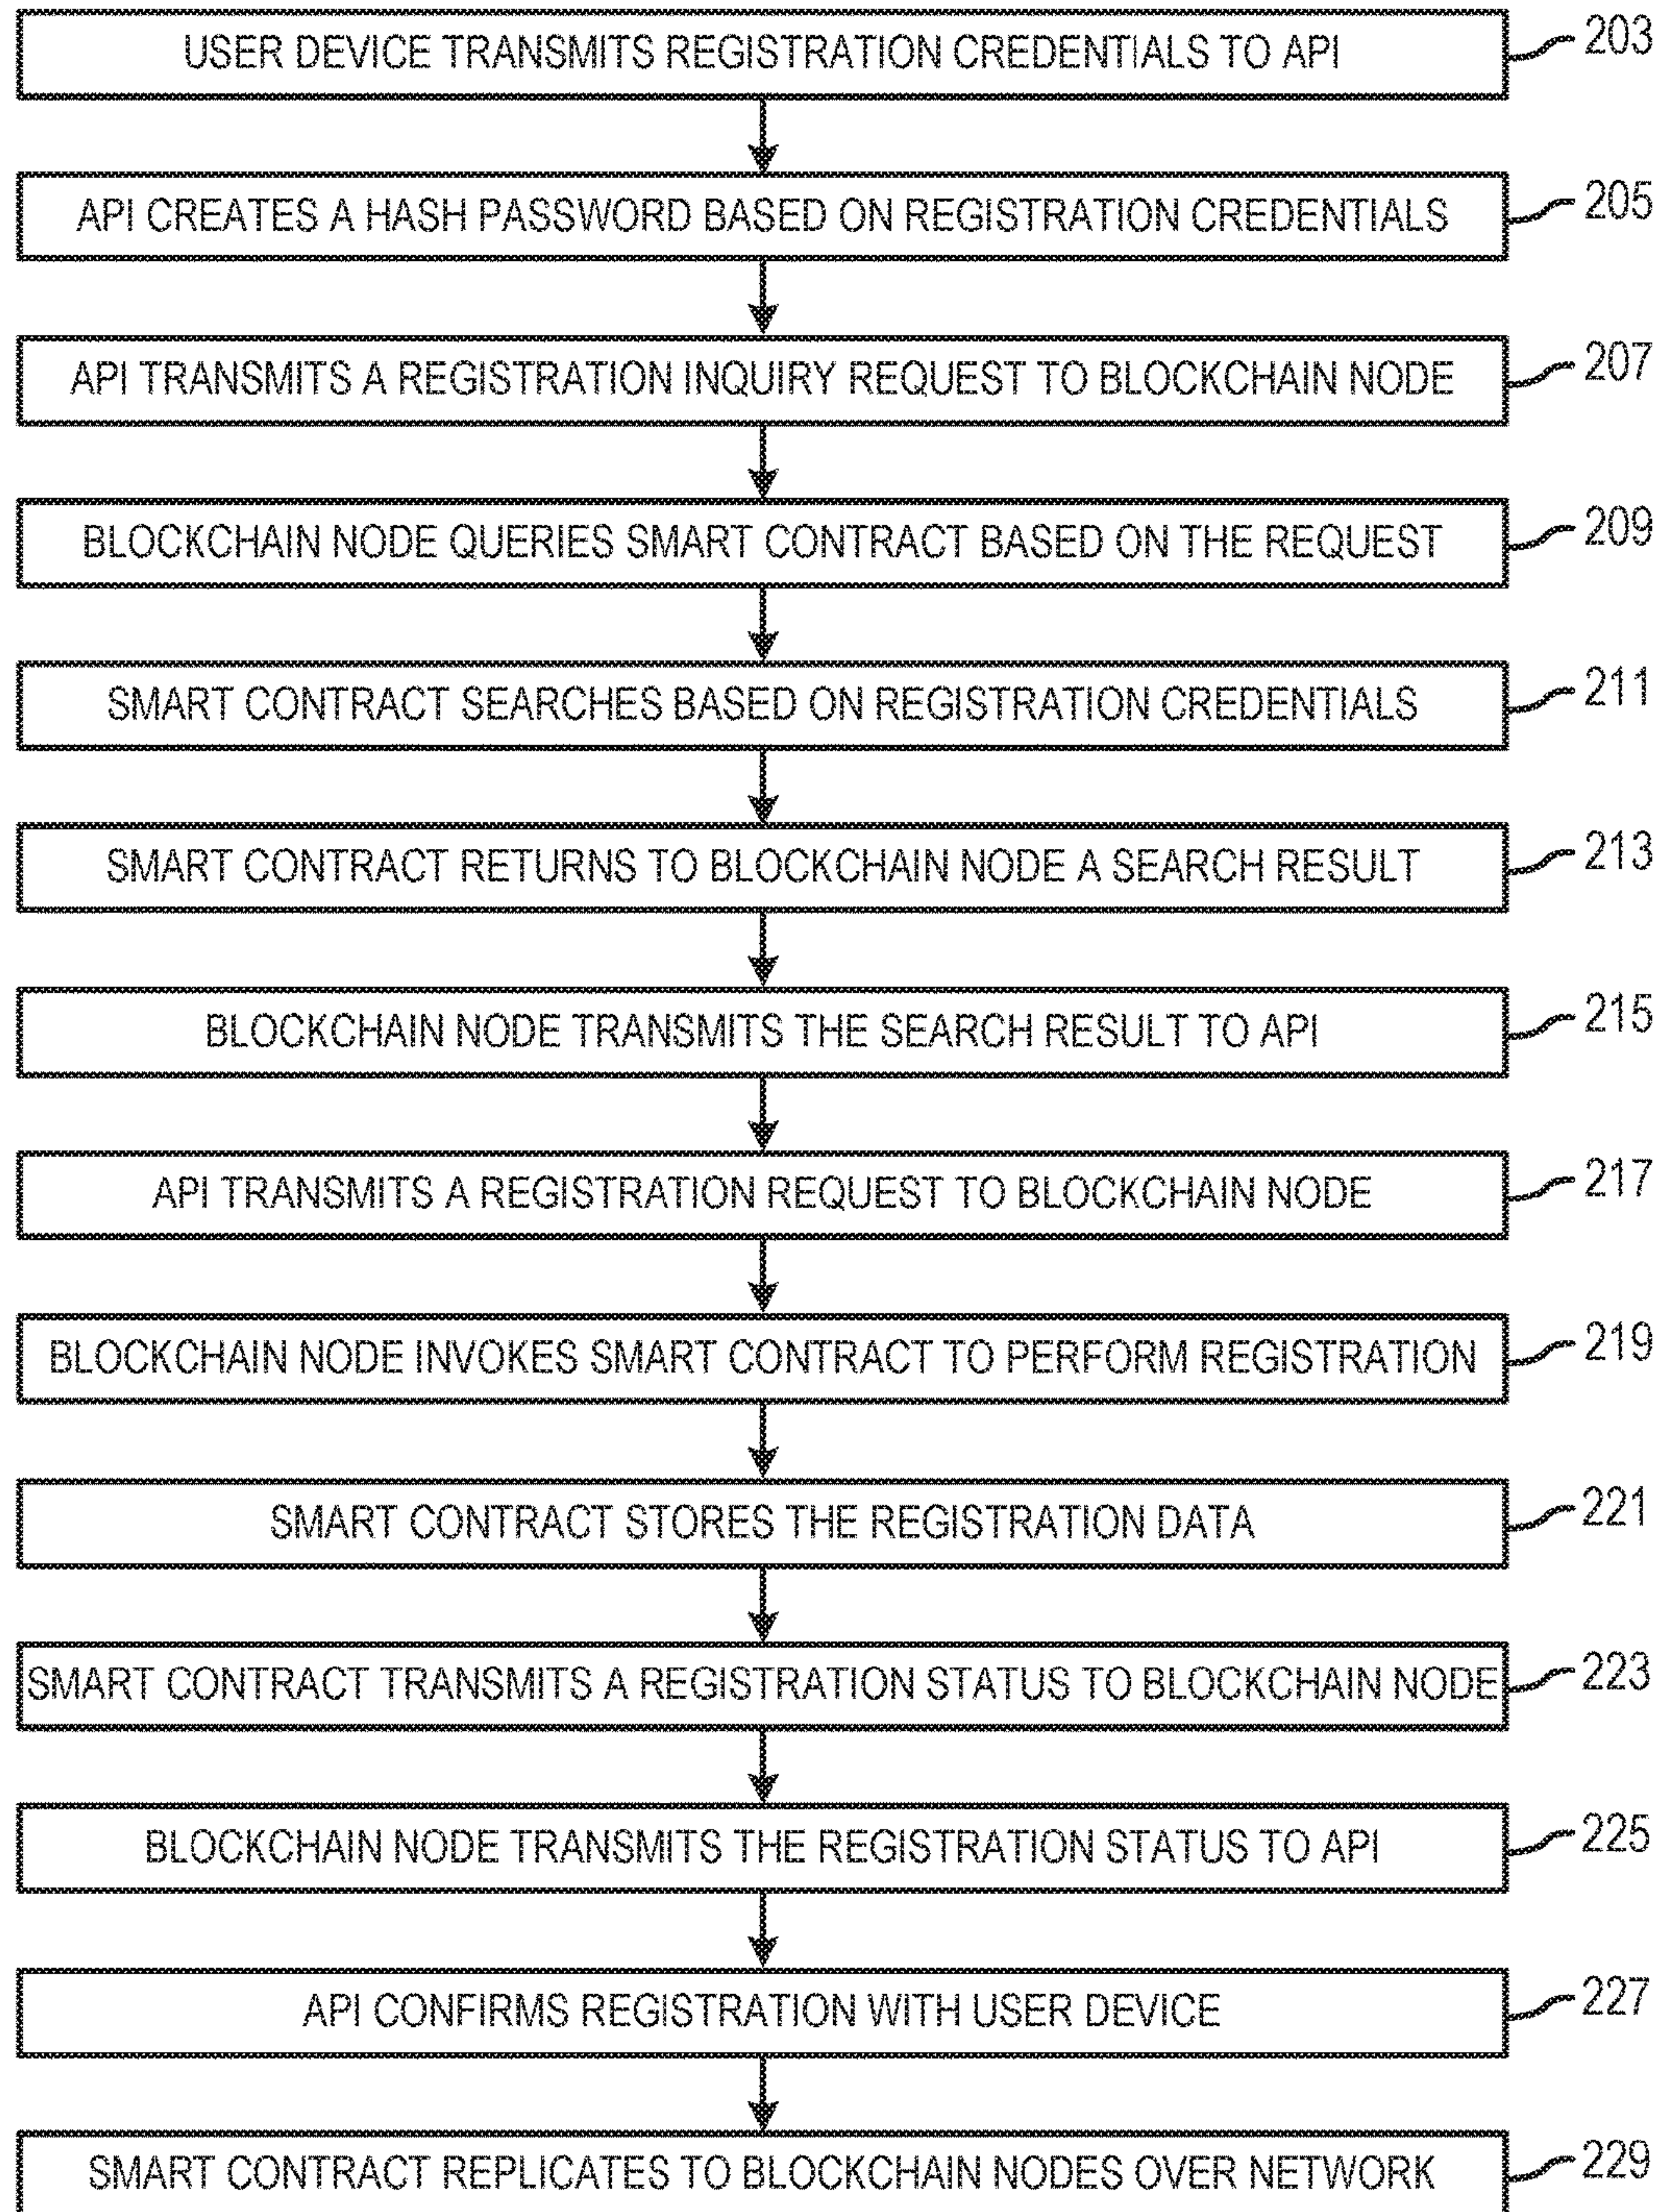 USER DEVICE TRANSMITS REGISTRATION CREDENTIALS TO API 203
API CREATES A HASH PASSWORD BASED ON REGISTRATION CREDENTIALS 205
API TRANSMITS A REGISTRATION INQUIRY REQUEST TO BLOCKCHAIN NODE 207
BLOCKCHAIN NODE QUERIES SMART CONTRACT BASED ON THE REQUEST 209
SMART CONTRACT SEARCHES BASED ON REGISTRATION CREDENTIALS 211
SMART CONTRACT RETURNS TO BLOCKCHAIN NODE A SEARCH RESULT 213
BLOCKCHAIN NODE TRANSMITS THE SEARCH RESULT TO API 215
API TRANSMITS A REGISTRATION REQUEST TO BLOCKCHAIN NODE 217
BLOCKCHAIN NODE INVOKES SMART CONTRACT TO PERFORM REGISTRATION 219
SMART CONTRACT STORES THE REGISTRATION DATA 221
SMART CONTRACT TRANSMITS A REGISTRATION STATUS TO BLOCKCHAIN NODE 223
BLOCKCHAIN NODE TRANSMITS THE REGISTRATION STATUS TO API 225
API CONFIRMS REGISTRATION WITH USER DEVICE 227
SMART CONTRACT REPLICATES TO BLOCKCHAIN NODES OVER NETWORK 229